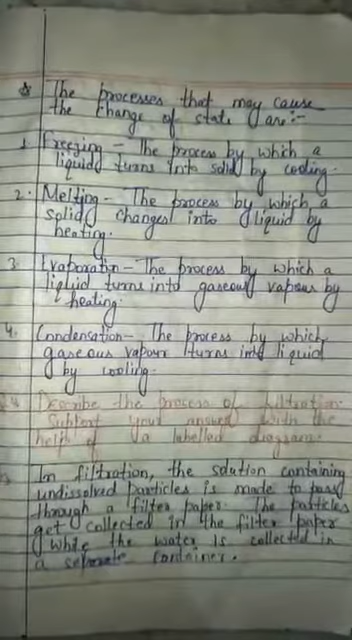 The processes that may cause
the change of state are:-
1. Freezing - The process by which a
liquid turns into solid by cooling.
2. Melting - The process by which a
solid changes into liquid by
heating.
3. Evaporation - The process by which a
liquid turns into gaseous vapours by
heating.
4. Condensation - The process by which
gaseous vapour turns into liquid
by cooling.
Describe the process of filtration.
Support your answer with the
help of a labelled diagram.
In filtration, the solution containing
undissolved particles is made to pass
through a filter paper. The particles
get collected in the filter paper
while the water is collected in
a separate container.